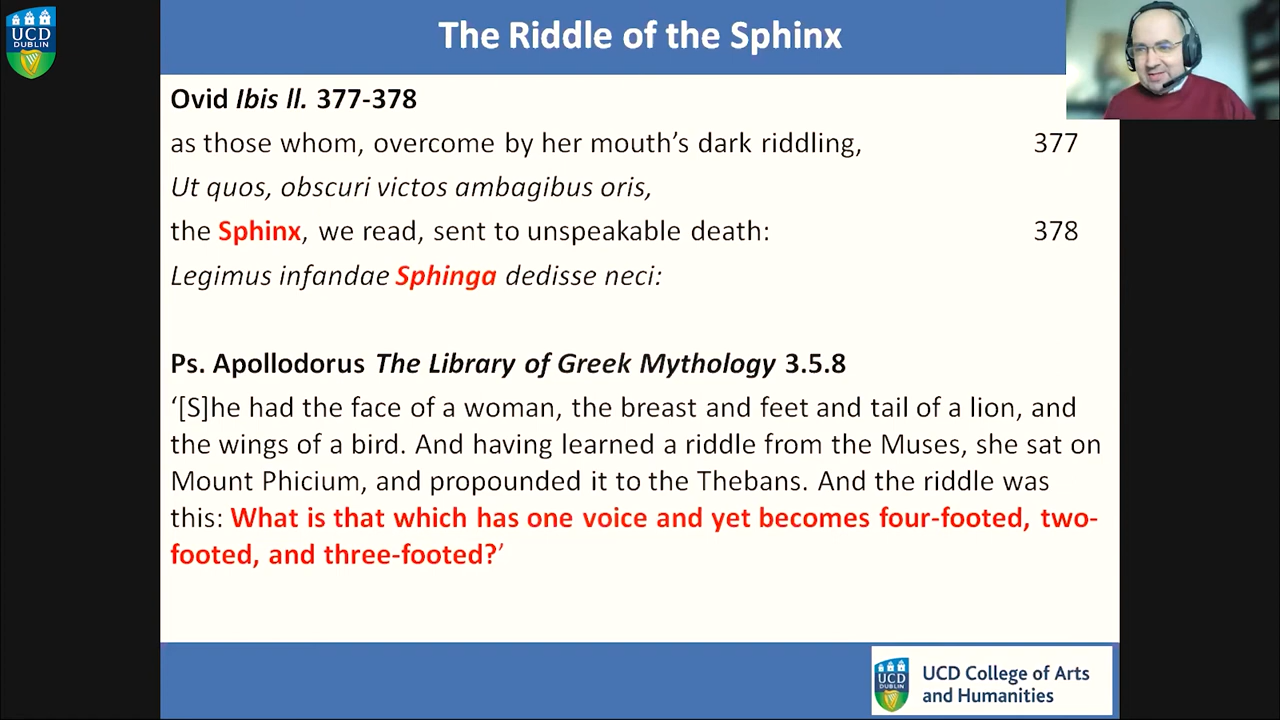 UCD
DUBLIN
The Riddle of the Sphinx
Ovid Ibis ll. 377-378
as those whom, overcome by her mouth’s dark riddling, 377
Ut quos, obscuri victos ambagibus oris,
the Sphinx, we read, sent to unspeakable death: 378
Legimus infandae Sphinga dedisse neci:
Ps. Apollodorus The Library of Greek Mythology 3.5.8
‘[S]he had the face of a woman, the breast and feet and tail of a lion, and
the wings of a bird. And having learned a riddle from the Muses, she sat on
Mount Phicium, and propounded it to the Thebans. And the riddle was
this: What is that which has one voice and yet becomes four-footed, two-
footed, and three-footed?’
UCD
DUBLIN
UCD College of Arts
and Humanities